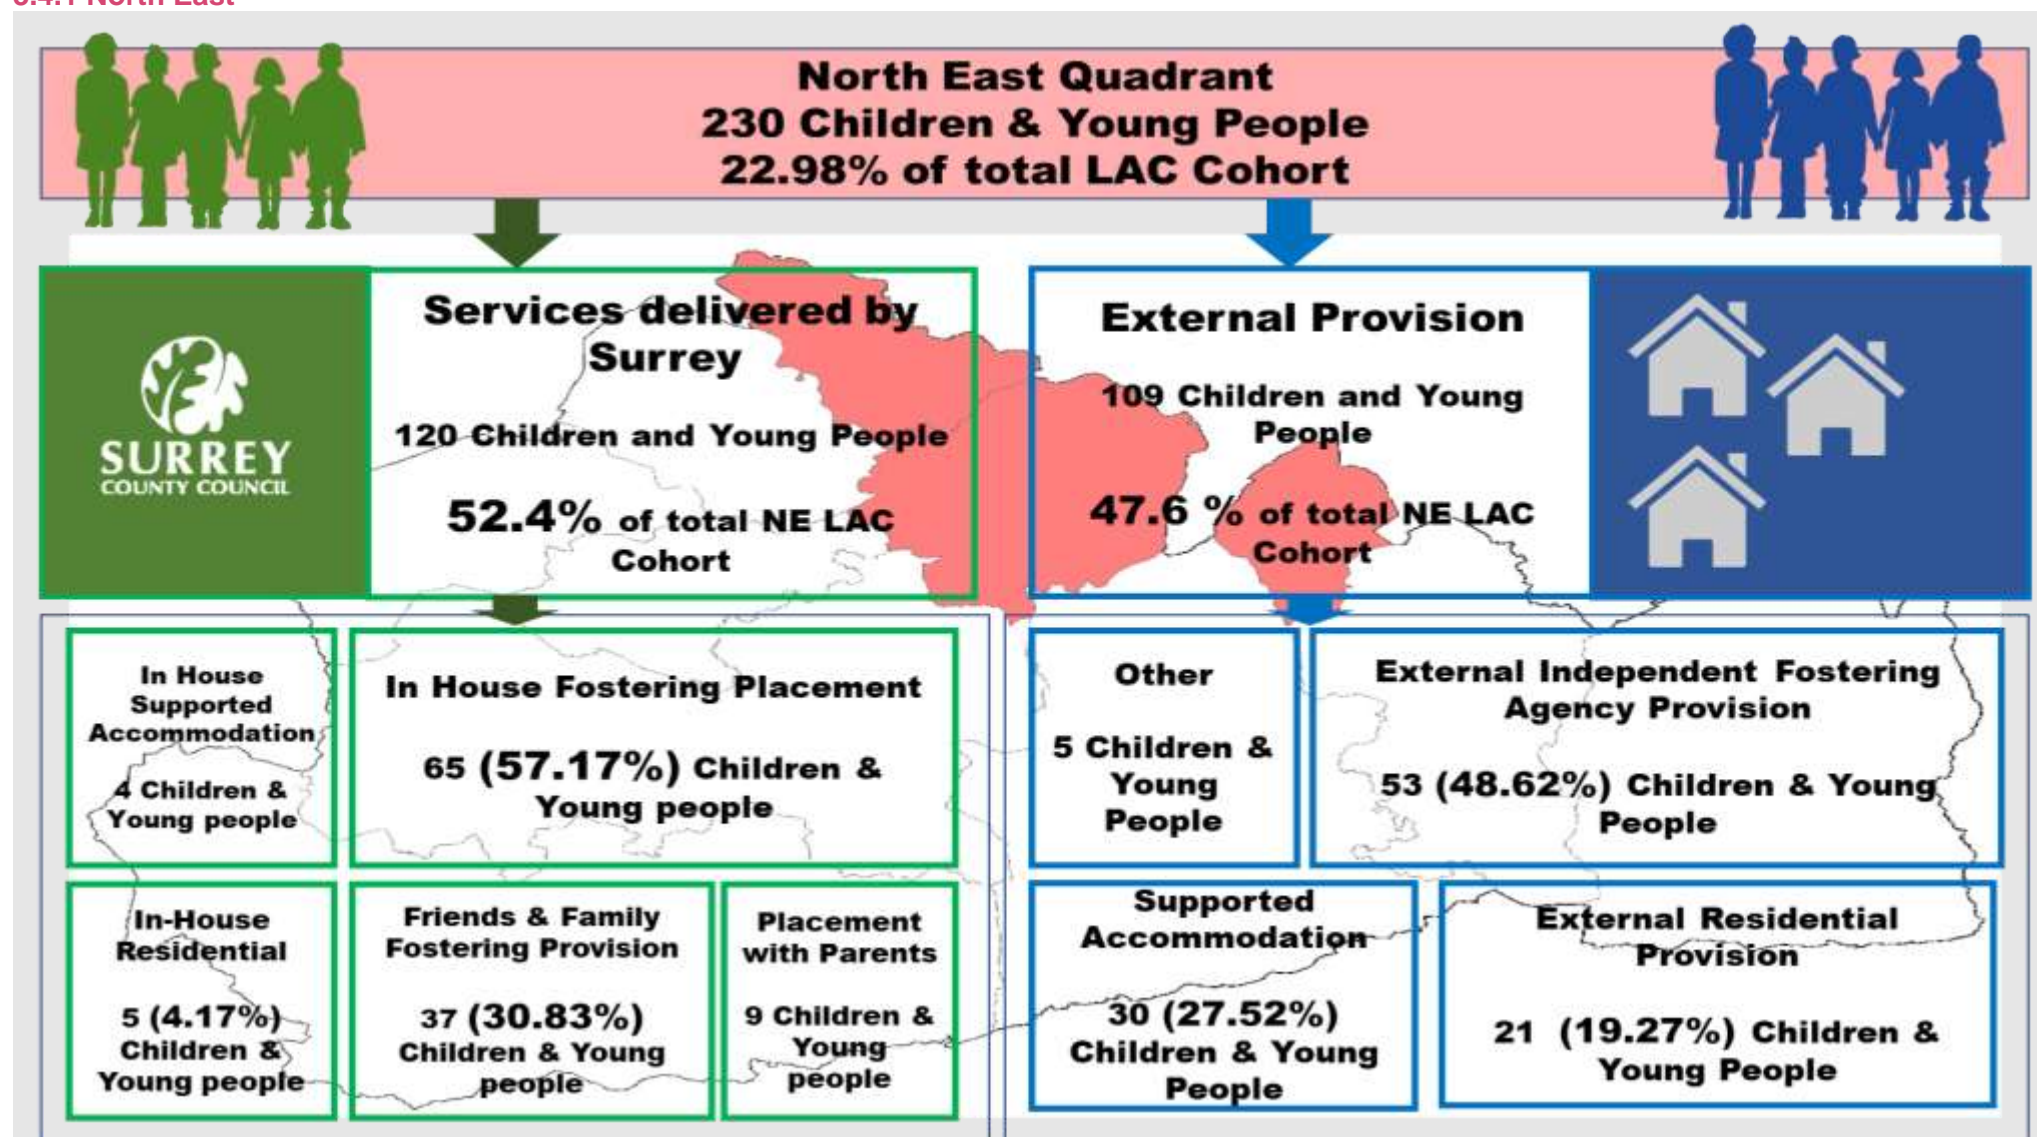 3.4.1 North East
North East Quadrant
230 Children & Young People
22.98% of total LAC Cohort
SURREY
COUNTY COUNCIL
Services delivered by
Surrey
120 Children and Young People
52.4% of total NE LAC
Cohort
External Provision
109 Children and Young
People
47.6 % of total NE LAC
Cohort
In House
Supported
Accommodation
4 Children &
Young people
In House Fostering Placement
65 (57.17%) Children &
Young people
In-House
Residential
5 (4.17%)
Children &
Young people
Friends & Family
Fostering Provision
37 (30.83%)
Children & Young
people
Placement
with Parents
9 Children &
Young
people
Other
5 Children &
Young
People
External Independent Fostering
Agency Provision
53 (48.62%) Children & Young
People
Supported
Accommodation
30 (27.52%)
Children & Young
People
External Residential
Provision
21 (19.27%) Children &
Young People